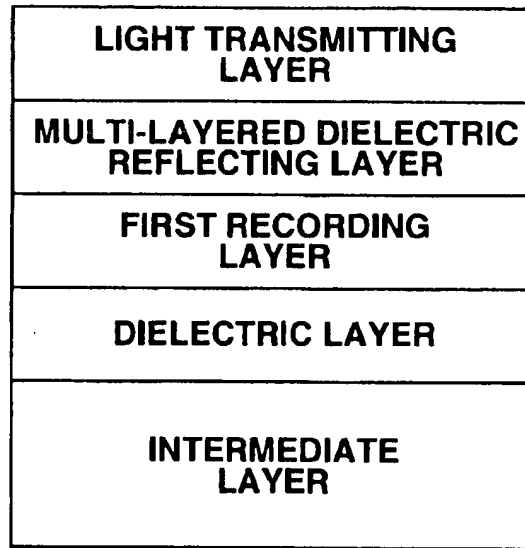 LIGHT TRANSMITTING
LAYER
MULTI-LAYERED DIELECTRIC
REFLECTING LAYER
FIRST RECORDING
LAYER
DIELECTRIC LAYER
INTERMEDIATE
LAYER